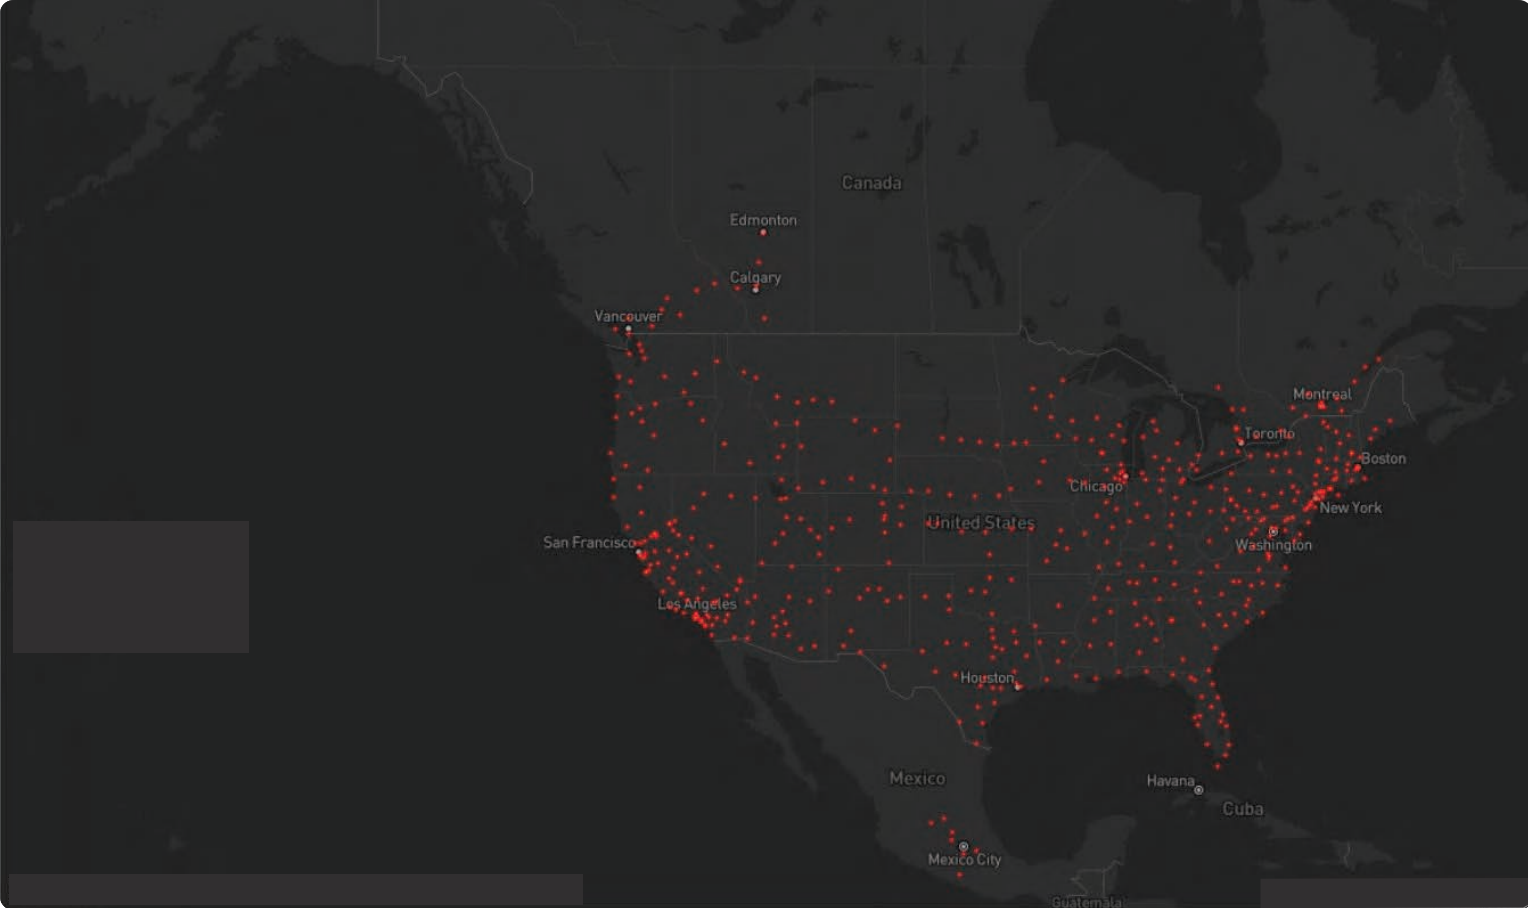 Canada
Edmonton
Calgary
Vancouver
Montreal
Toronto
Boston
Chicago
New York
United States
San Francisco
Washington
Los Angeles
Houston
Mexico
Havana
Cuba
Mexico City
Guatemala